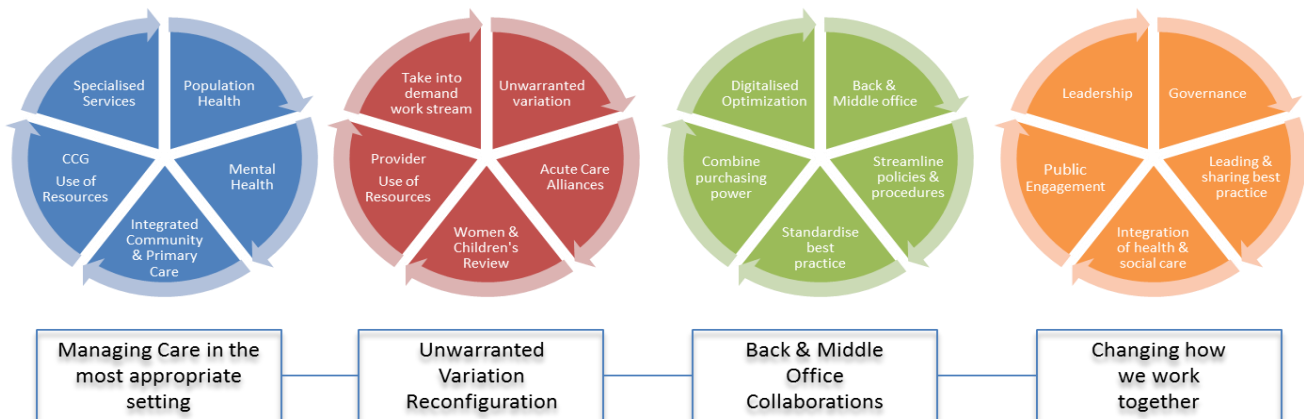 Specialised
Services
Population
Health
Mental
Health
Integrated
Community
& Primary
Care
CCG
Use of
Resources
Take into
demand
work stream
Unwarranted
variation
Acute Care
Alliances
Women &
Children's
Review
Provider
Use of
Resources
Digitalised
Optimization
Back &
Middle office
Streamline
policies &
procedures
Standardise
best
practice
Combine
purchasing
power
Leadership
Governance
Leading &
sharing best
practice
Integration
of health &
social care
Public
Engagement
Managing Care in the
most appropriate
setting
Unwarranted
Variation
Reconfiguration
Back & Middle
Office
Collaborations
Changing how
we work
together